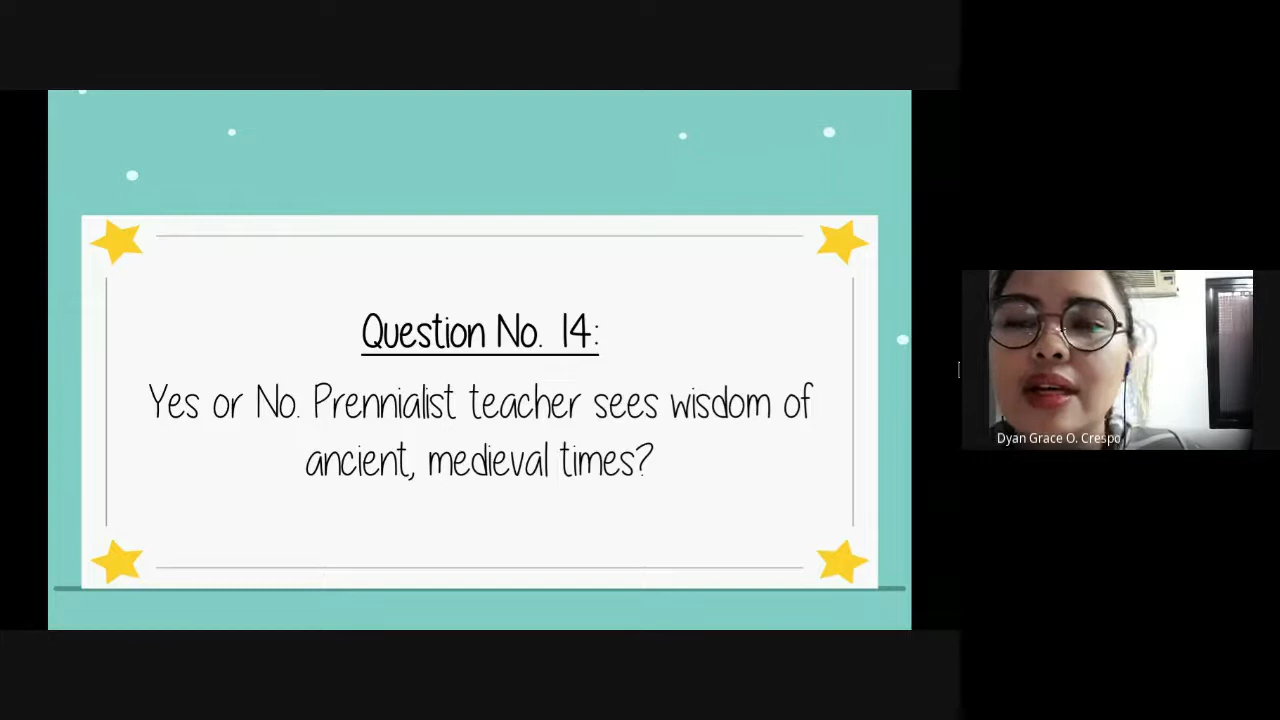 Question No. 14:
Yes or No. Prennialist teacher sees wisdom of
ancient, medieval times?
Dyan Grace O. Crespo